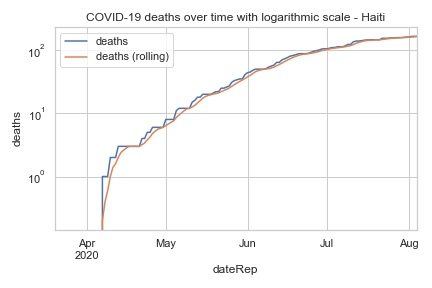 COVID-19 deaths over time with logarithmic scale - Haiti
deaths
deaths (rolling)
10²
10¹
10⁰
deaths
Apr
2020
May
Jun
Jul
Aug
dateRep